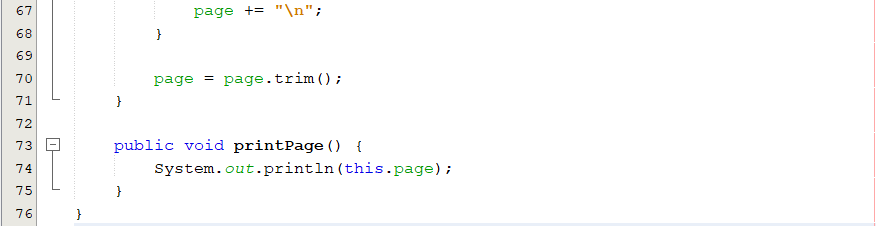 67 page += "\n";
68 }
69
70 page = page.trim();
71 }
72
73 public void printPage() {
74 System.out.println(this.page);
75 }
76 }